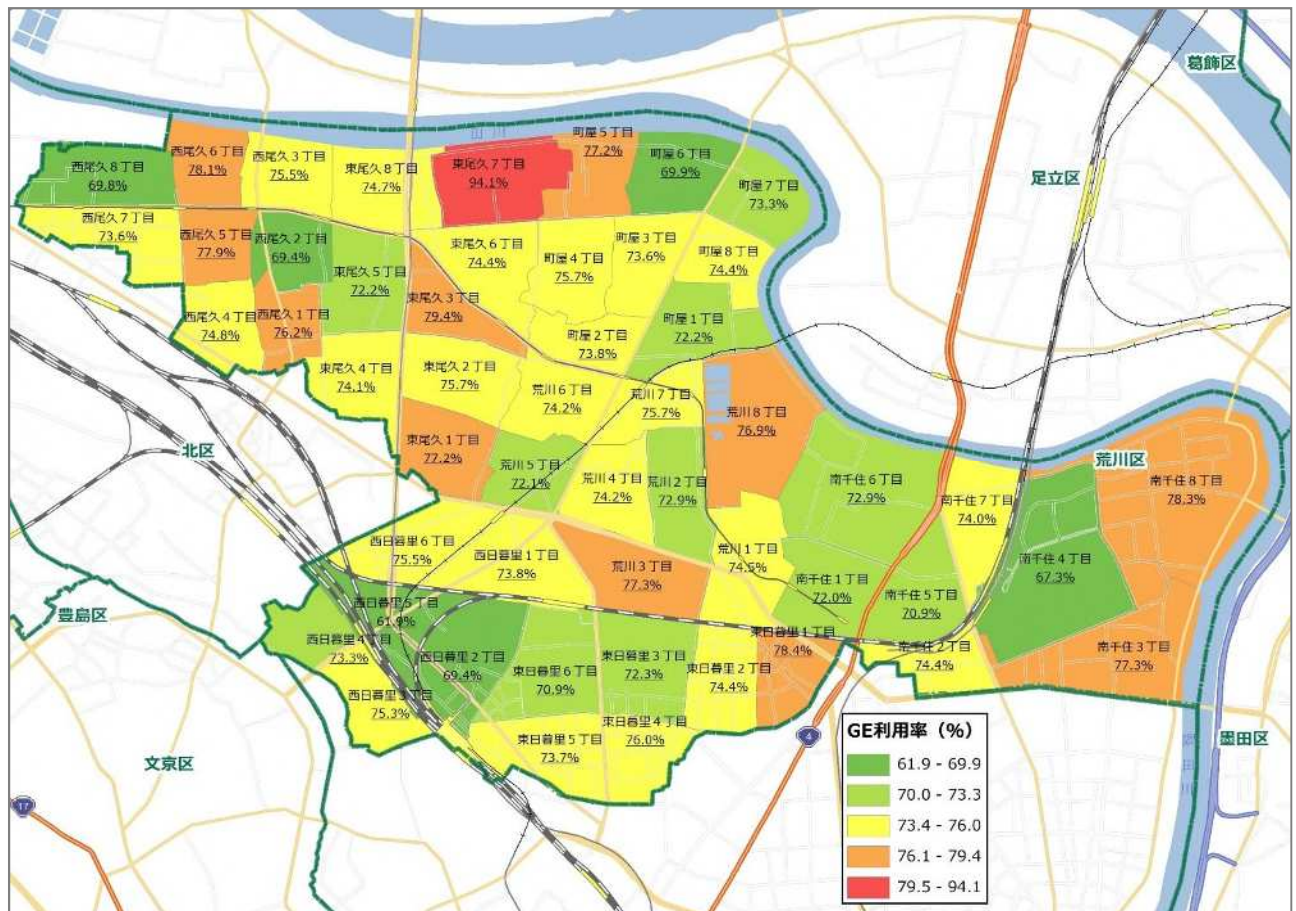 葛飾区
足立区
西尾久8丁目
69.8%
西尾久6丁目
78.1%
西尾久3丁目
75.5%
東尾久8丁目
74.7%
東尾久7丁目
94.1%
町屋5丁目
77.2%
町屋6丁目
69.9%
町屋7丁目
73.3%
西尾久7丁目
73.6%
西尾久5丁目
77.9%
西尾久2丁目
69.4%
東尾久5丁目
72.2%
東尾久6丁目
74.4%
町屋4丁目
75.7%
町屋3丁目
73.6%
町屋8丁目
74.4%
西尾久4丁目
74.8%
西尾久1丁目
76.2%
東尾久3丁目
79.4%
町屋2丁目
73.8%
町屋1丁目
72.2%
東尾久4丁目
74.1%
東尾久2丁目
75.7%
荒川6丁目
74.2%
荒川7丁目
75.7%
荒川8丁目
76.9%
北区
東尾久1丁目
77.2%
荒川5丁目
72.1%
荒川4丁目
74.2%
荒川2丁目
72.9%
南千住6丁目
72.9%
南千住7丁目
74.0%
荒川区
南千住8丁目
78.3%
西日暮里6丁目
75.5%
西日暮里1丁目
73.8%
荒川3丁目
77.3%
荒川1丁目
74.5%
南千住1丁目
72.0%
南千住5丁目
70.9%
南千住4丁目
67.3%
豊島区
西日暮里5丁目
61.9%
西日暮里4丁目
73.3%
西日暮里2丁目
69.4%
東日暮里6丁目
70.9%
東日暮里3丁目
72.3%
東日暮里2丁目
74.4%
東日暮里1丁目
78.4%
南千住2丁目
74.4%
南千住3丁目
77.3%
西日暮里3丁目
75.3%
東日暮里5丁目
73.7%
東日暮里4丁目
76.0%
文京区
墨田区
隅田川
4
17
GE利用率(%)
61.9 - 69.9
70.0 - 73.3
73.4 - 76.0
76.1 - 79.4
79.5 - 94.1